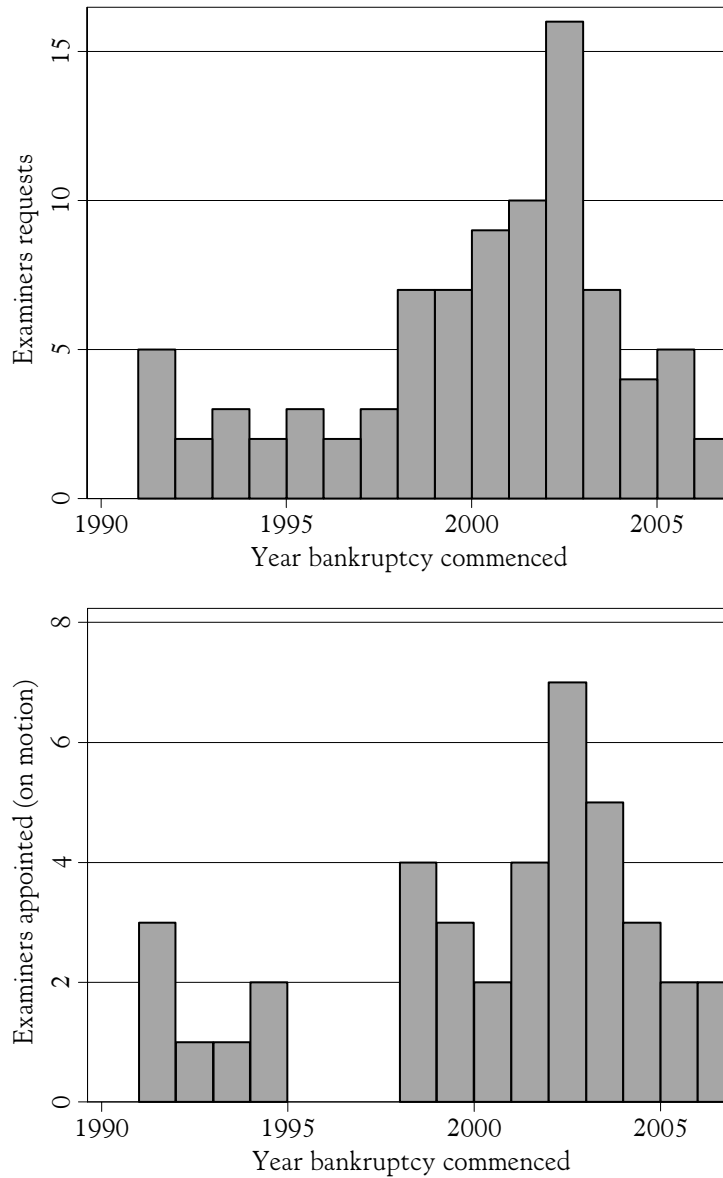 Examiners requests
15
10
5
0
1990 1995 2000 2005
Year bankruptcy commenced
Examiners appointed (on motion)
8
6
4
2
0
1990 1995 2000 2005
Year bankruptcy commenced